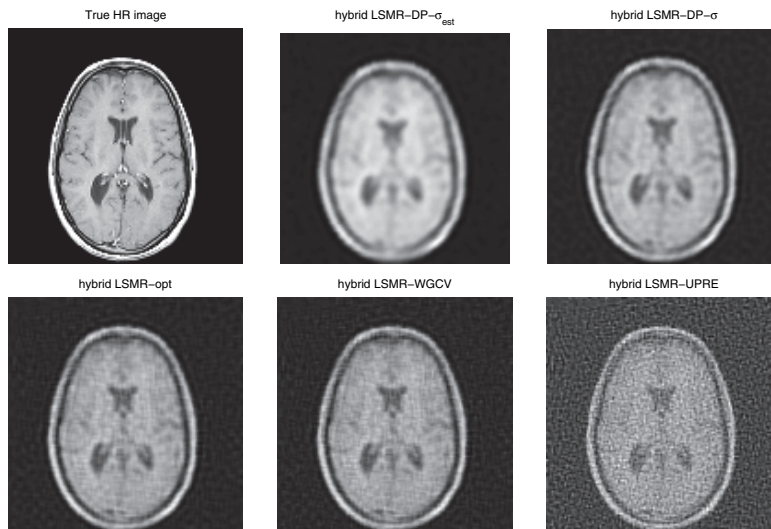 True HR image
hybrid LSMR−DP−σest
hybrid LSMR−DP−σ
hybrid LSMR−opt
hybrid LSMR−WGCV
hybrid LSMR−UPRE